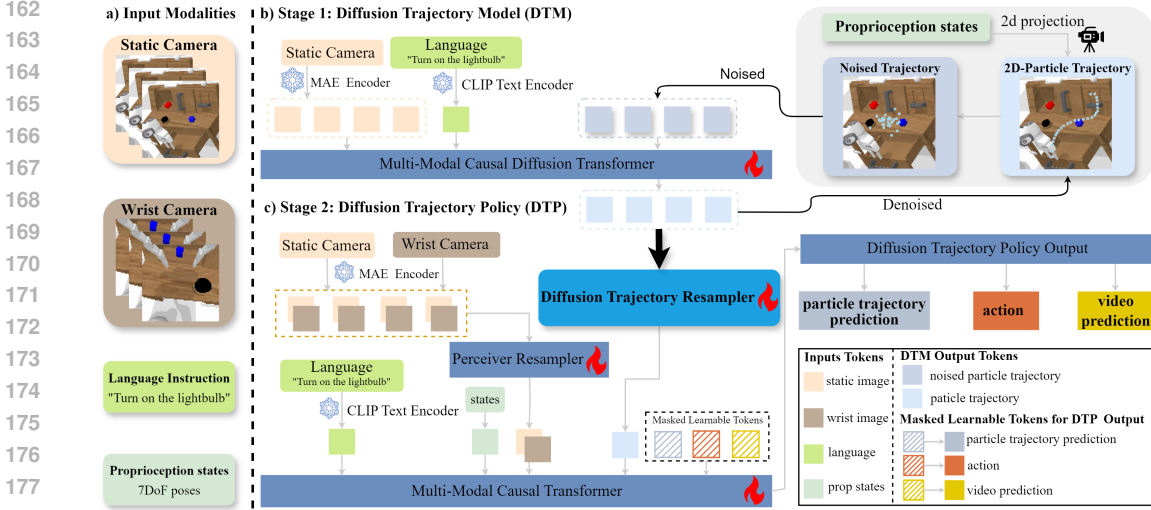 162
163
164
165
166
167
168
169
170
171
172
173
174
175
176
177
a) Input Modalities
Static Camera
Wrist Camera
Language Instruction
"Turn on the lightbulb"
Proprioception states
7DoF poses
b) Stage 1: Diffusion Trajectory Model (DTM)
Static Camera
MAE Encoder
Language
"Turn on the lightbulb"
CLIP Text Encoder
Noised
Proprioception states
2d projection
Noised Trajectory
2D-Particle Trajectory
Multi-Modal Causal Diffusion Transformer
Denoised
c) Stage 2: Diffusion Trajectory Policy (DTP)
Static Camera
Wrist Camera
MAE Encoder
Diffusion Trajectory Resampler
Perceiver Resampler
Language
"Turn on the lightbulb"
CLIP Text Encoder
states
Masked Learnable Tokens
Multi-Modal Causal Transformer
Diffusion Trajectory Policy Output
particle trajectory
prediction
action
video
prediction
Inputs Tokens
static image
wrist image
language
prop states
DTM Output Tokens
noised particle trajectory
paticle trajectory
Masked Learnable Tokens for DTP Output
particle trajectory prediction
action
video prediction